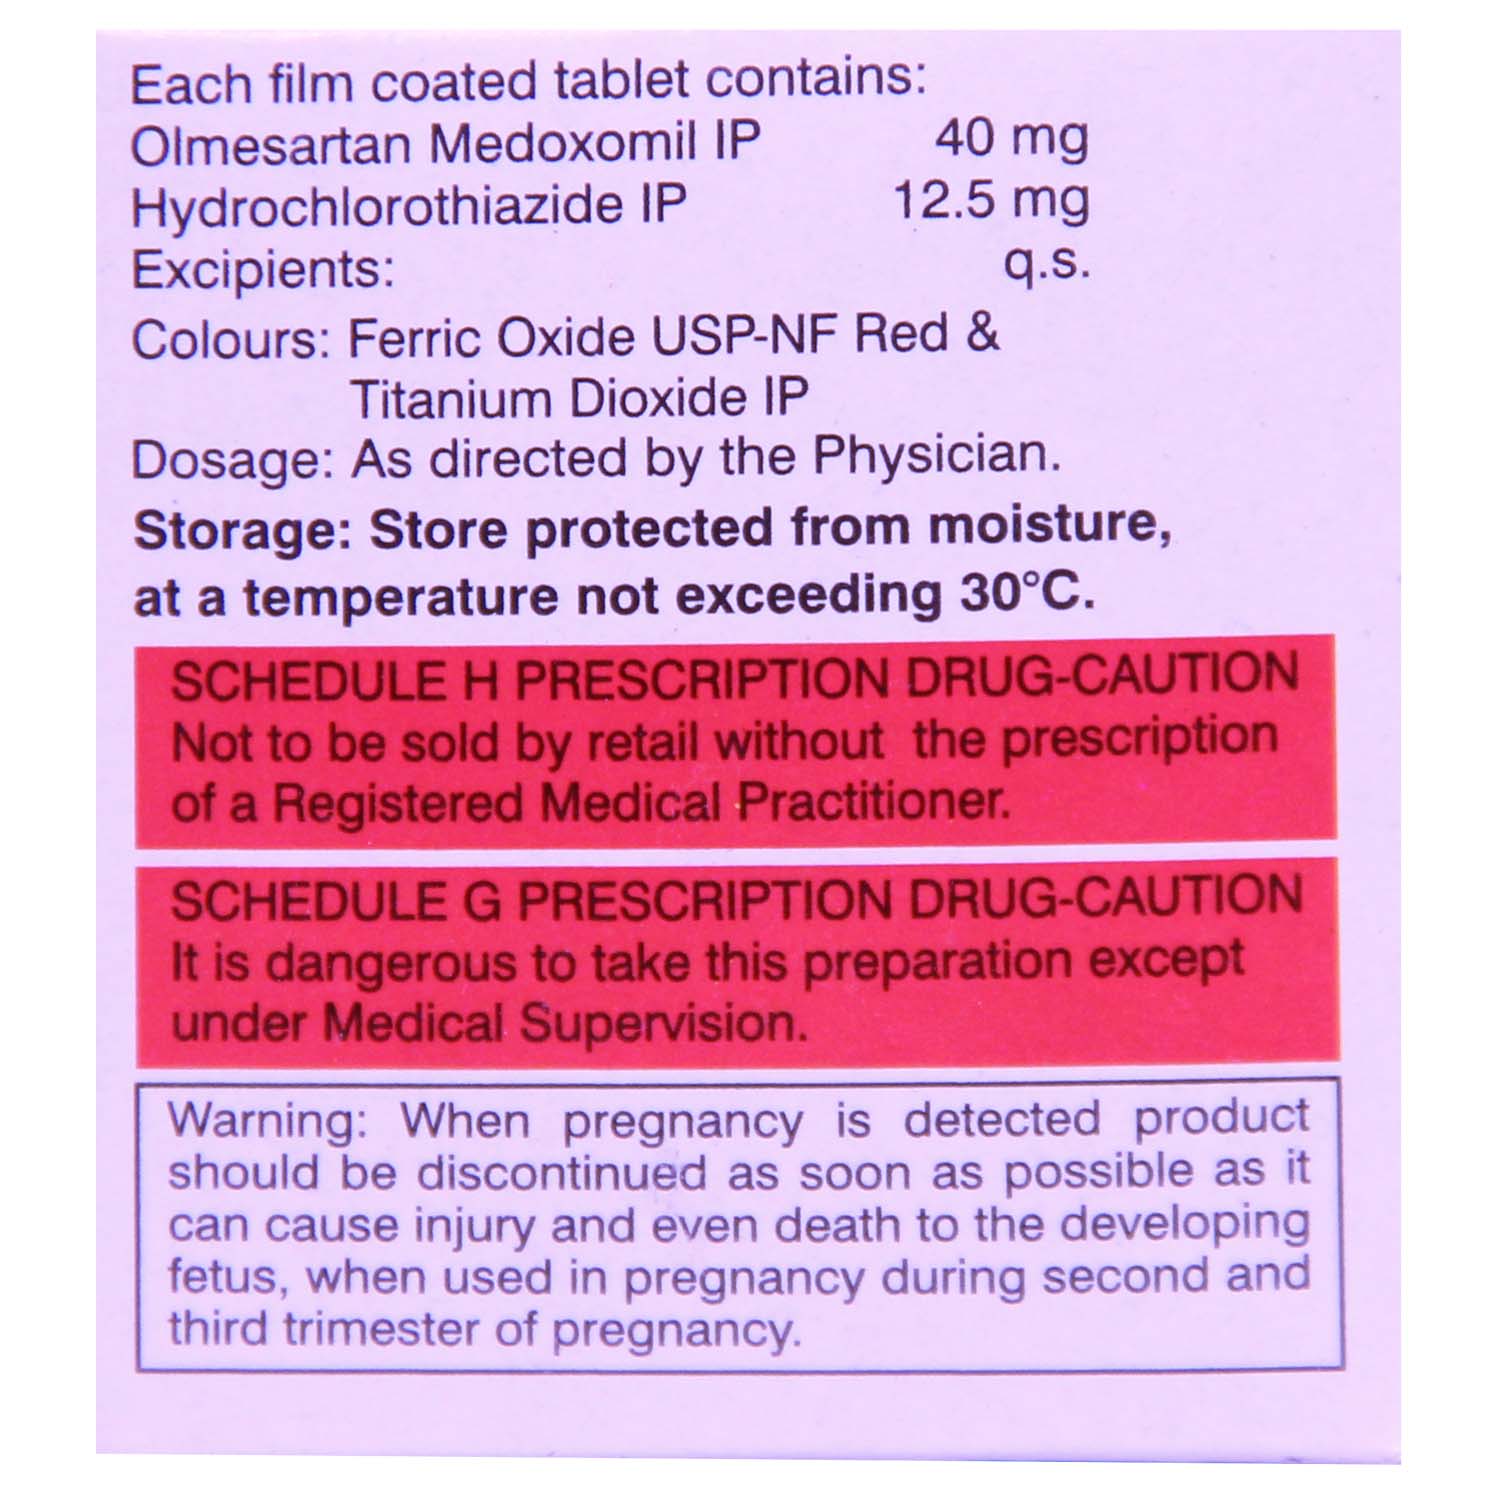 Each film coated tablet contains:
Olmesartan Medoxomil IP 40 mg
Hydrochlorothiazide IP 12.5 mg
Excipients: q.s.
Colours: Ferric Oxide USP-NF Red &
Titanium Dioxide IP
Dosage: As directed by the Physician.
Storage: Store protected from moisture,
at a temperature not exceeding 30°C.
SCHEDULE H PRESCRIPTION DRUG-CAUTION
Not to be sold by retail without the prescription
of a Registered Medical Practitioner.
SCHEDULE G PRESCRIPTION DRUG-CAUTION
It is dangerous to take this preparation except
under Medical Supervision.
Warning: When pregnancy is detected product
should be discontinued as soon as possible as it
can cause injury and even death to the developing
fetus, when used in pregnancy during second and
third trimester of pregnancy.